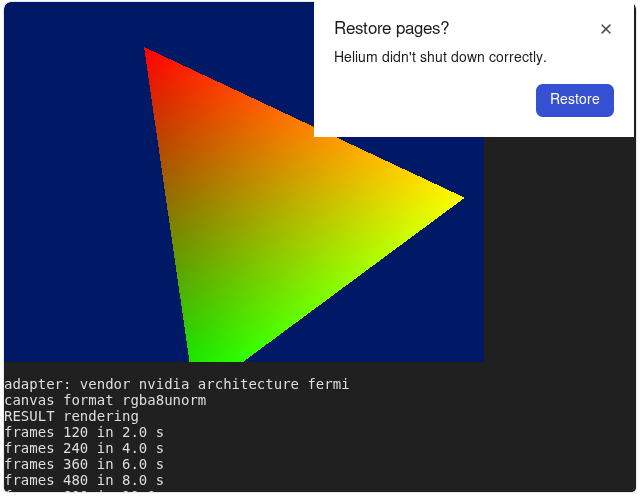 Restore pages?
Helium didn't shut down correctly.
Restore
adapter: vendor nvidia architecture fermi
canvas format rgba8unorm
RESULT rendering
frames 120 in 2.0 s
frames 240 in 4.0 s
frames 360 in 6.0 s
frames 480 in 8.0 s